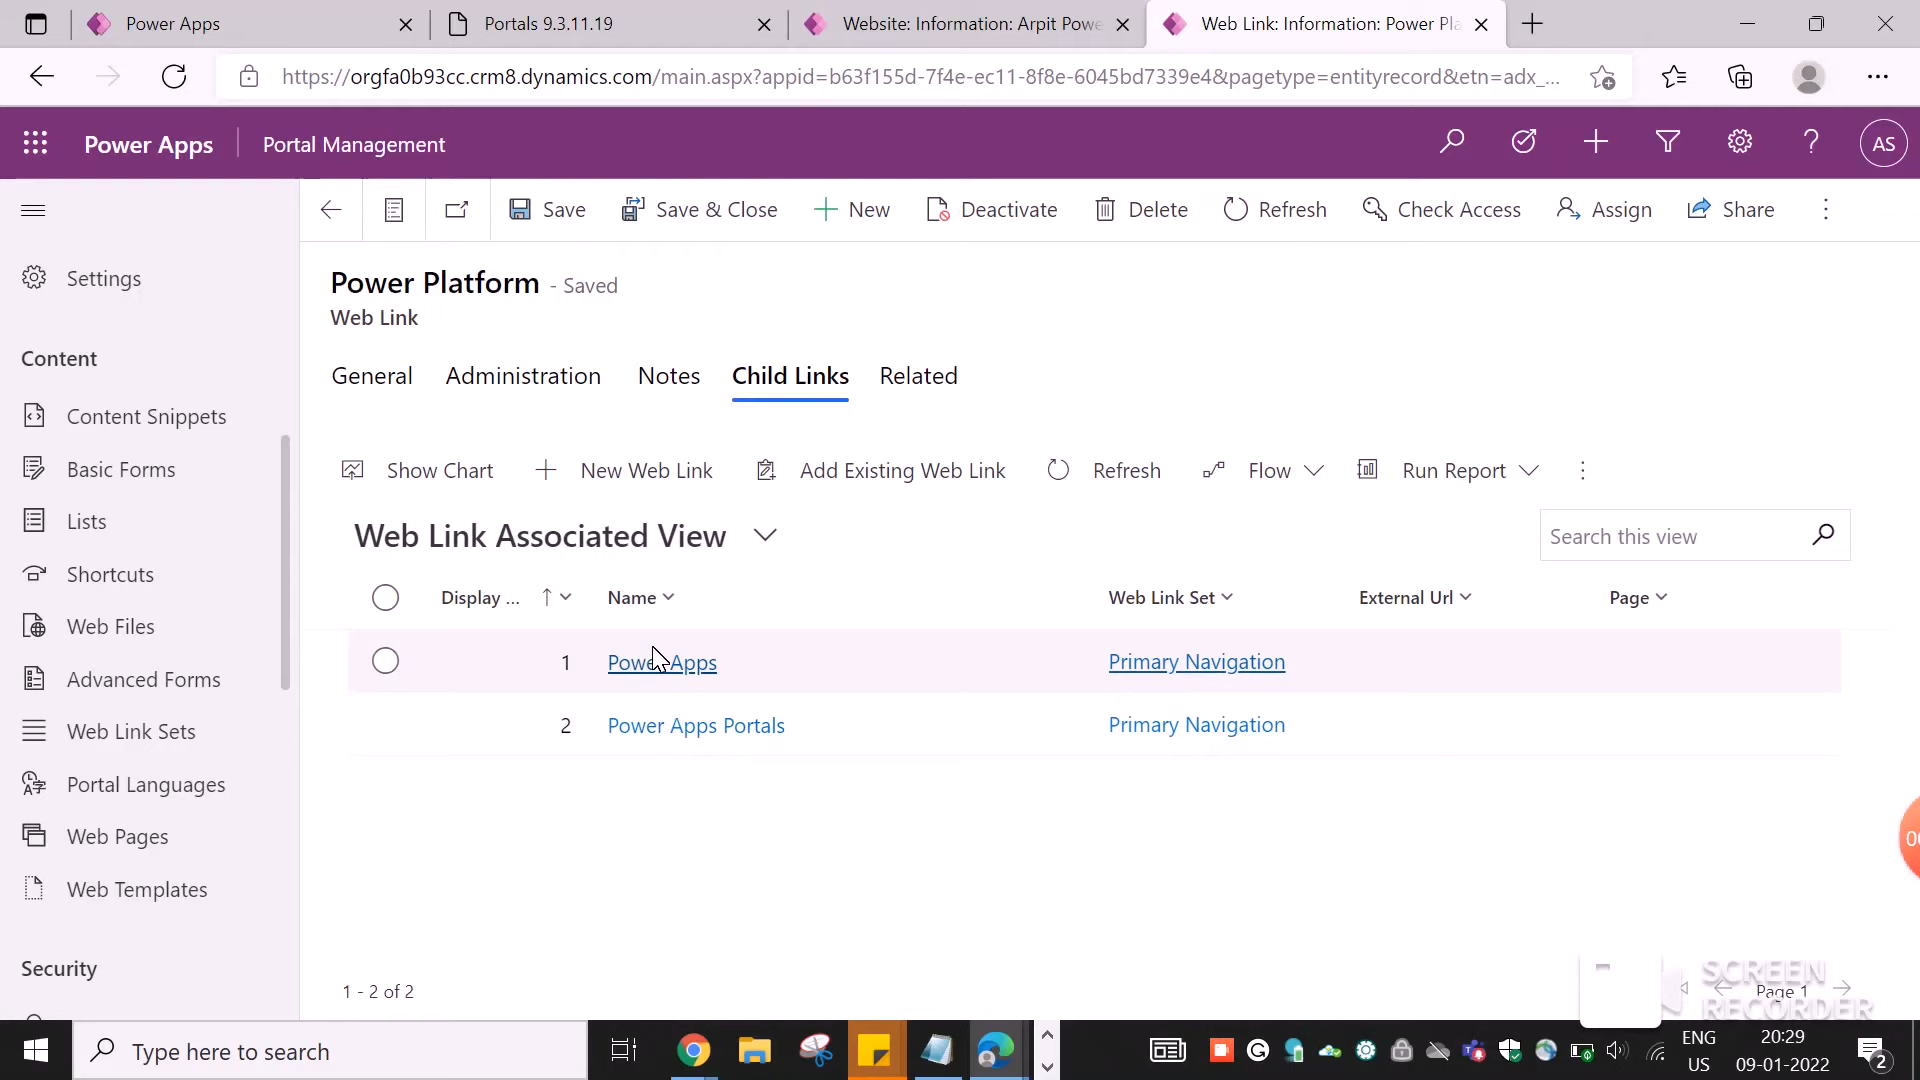 Power Apps
Portals 9.3.11.19
Website: Information: Arpit Powe
Web Link: Information: Power Pla
https://orgfa0b93cc.crm8.dynamics.com/main.aspx?appid=b63f155d-7f4e-ec11-8f8e-6045bd7339e4&pagetype=entityrecord&etn=adx_...
Power Apps
Portal Management
AS
Save
Save & Close
New
Deactivate
Delete
Refresh
Check Access
Assign
Share
Settings
Content
Content Snippets
Basic Forms
Lists
Shortcuts
Web Files
Advanced Forms
Web Link Sets
Portal Languages
Web Pages
Web Templates
Security
Power Platform - Saved
Web Link
General
Administration
Notes
Child Links
Related
Show Chart
New Web Link
Add Existing Web Link
Refresh
Flow
Run Report
Web Link Associated View
Search this view
Display ...
Name
Web Link Set
External Url
Page
1
Power Apps
Primary Navigation
2
Power Apps Portals
Primary Navigation
1 - 2 of 2
Page 1
SCREEN
RECORDER
Type here to search
ENG
US
20:29
09-01-2022
2